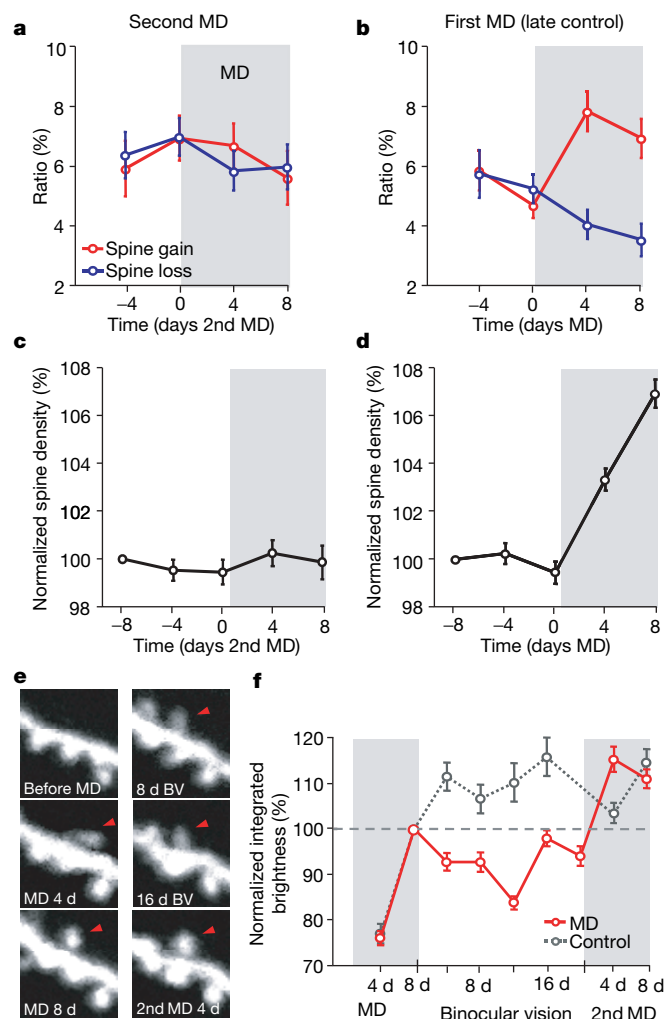 a
Second MD
Ratio (%)
10
8
6
4
2
MD
Spine gain
Spine loss
−4
0
4
8
Time (days 2nd MD)
b
First MD (late control)
Ratio (%)
10
8
6
4
2
−4
0
4
8
Time (days MD)
c
Normalized spine density (%)
108
106
104
102
100
98
−8
−4
0
4
8
Time (days 2nd MD)
d
Normalized spine density (%)
108
106
104
102
100
98
−8
−4
0
4
8
Time (days MD)
e
Before MD
8 d BV
MD 4 d
16 d BV
MD 8 d
2nd MD 4 d
f
Normalized integrated
brightness (%)
120
110
100
90
80
70
MD
Control
4 d
8 d
8 d
16 d
4 d
8 d
MD
Binocular vision
2nd MD